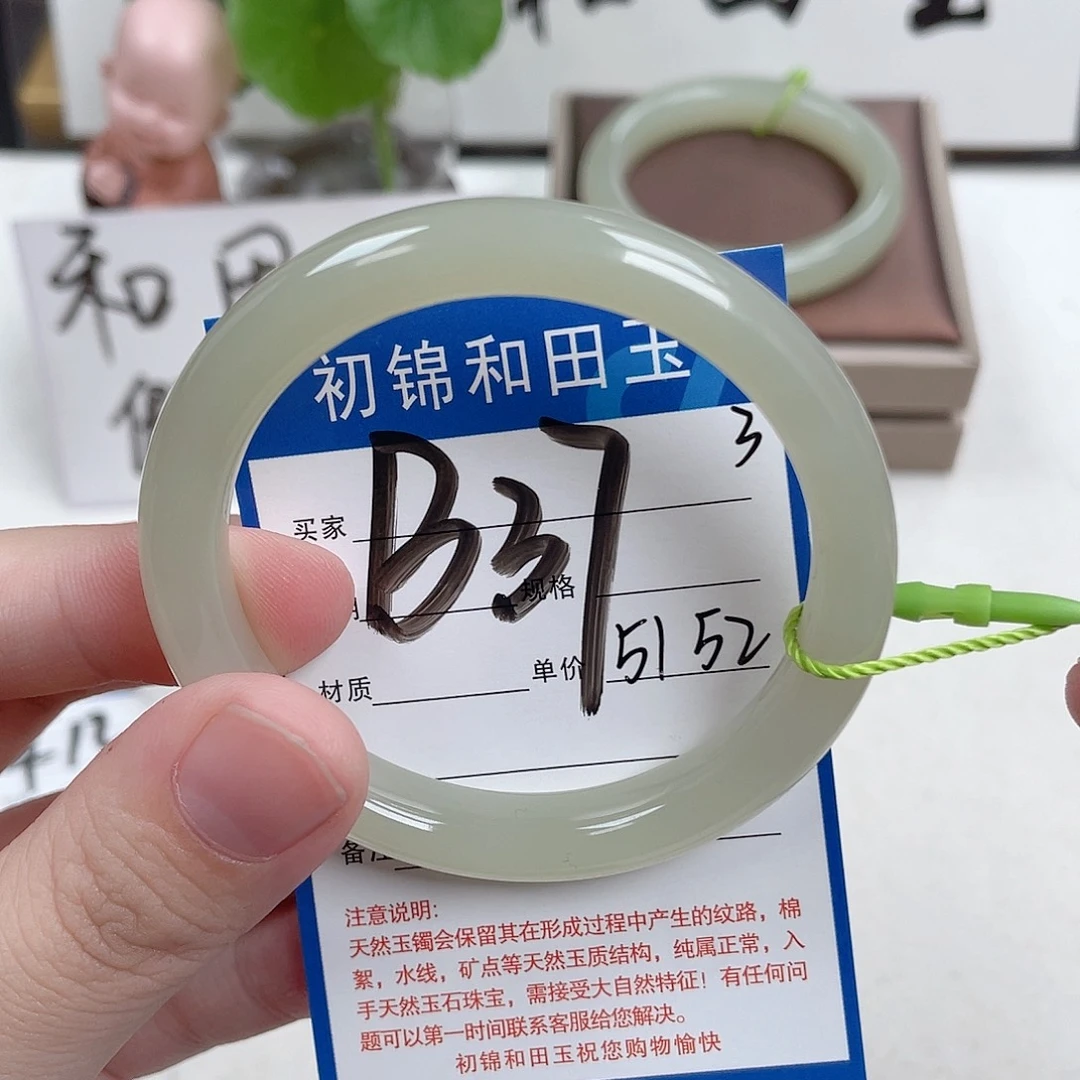 和田玉
和田
初锦和田玉
3
B37
买家
规格
材质
单价 51 52
备注
注意说明:
天然玉镯会保留其在形成过程中产生的纹路，棉
絮，水线，矿点等天然玉质结构，纯属正常，入
手天然玉石珠宝，需接受大自然特征！有任何问
题可以第一时间联系客服给您解决。
初锦和田玉祝您购物愉快